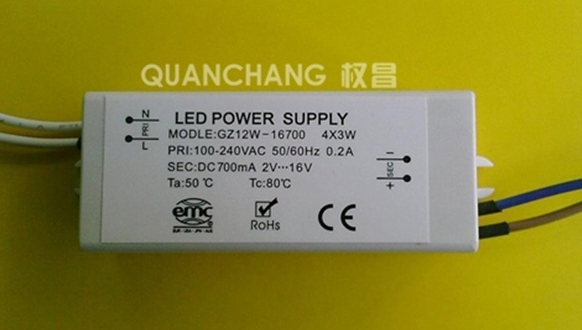 QUANCHANG 权昌
LED POWER SUPPLY
MODLE:GZ12W-16700 4X3W
PRI:100-240VAC 50/60Hz 0.2A
SEC:DC700mA 2V···16V
Ta:50℃ Tc:80℃
N
PRI
L
−
SEC
+
emc
RoHs
CE